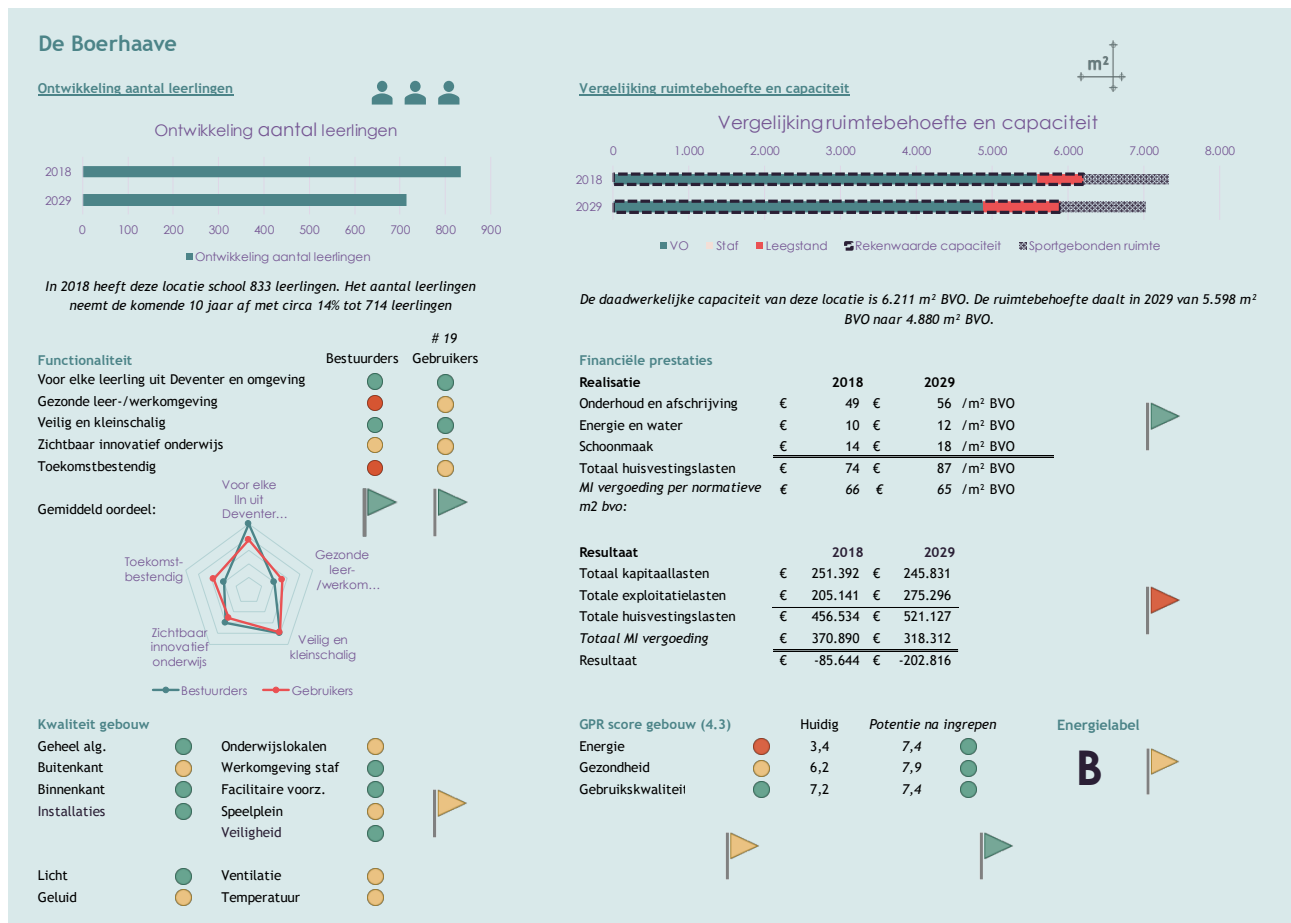 De Boerhaave
Ontwikkeling aantal leerlingen
Ontwikkeling aantal leerlingen
2018
2029
0 100 200 300 400 500 600 700 800 900
Ontwikkeling aantal leerlingen
In 2018 heeft deze locatie school 833 leerlingen. Het aantal leerlingen
neemt de komende 10 jaar af met circa 14% tot 714 leerlingen
m²
Vergelijking ruimtebehoefte en capaciteit
Vergelijking ruimtebehoefte en capaciteit
0 1.000 2.000 3.000 4.000 5.000 6.000 7.000 8.000
2018
2029
VO Staf Leegstand Rekenwaarde capaciteit Sportgebonden ruimte
De daadwerkelijke capaciteit van deze locatie is 6.211 m² BVO. De ruimtebehoefte daalt in 2029 van 5.598 m²
BVO naar 4.880 m² BVO.
# 19
Functionaliteit Bestuurders Gebruikers
Voor elke leerling uit Deventer en omgeving
Gezonde leer-/werkomgeving
Veilig en kleinschalig
Zichtbaar innovatief onderwijs
Toekomstbestendig
Gemiddeld oordeel:
Voor elke
lln uit
Deventer...
Gezonde
leer-
/werkom...
Veilig en
kleinschalig
Zichtbaar
innovatief
onderwijs
Toekomst-
bestendig
Bestuurders Gebruikers
Financiële prestaties
Realisatie 2018 2029
Onderhoud en afschrijving € 49 € 56 /m² BVO
Energie en water € 10 € 12 /m² BVO
Schoonmaak € 14 € 18 /m² BVO
Totaal huisvestingslasten € 74 € 87 /m² BVO
MI vergoeding per normatieve € 66 € 65 /m² BVO
m2 bvo:
Resultaat 2018 2029
Totaal kapitaallasten € 251.392 € 245.831
Totale exploitatielasten € 205.141 € 275.296
Totale huisvestingslasten € 456.534 € 521.127
Totaal MI vergoeding € 370.890 € 318.312
Resultaat € -85.644 € -202.816
Kwaliteit gebouw
Geheel alg. Onderwijslokalen
Buitenkant Werkomgeving staf
Binnenkant Facilitaire voorz.
Installaties Speelplein
Veiligheid
Licht Ventilatie
Geluid Temperatuur
GPR score gebouw (4.3) Huidig Potentie na ingrepen Energielabel
Energie 3,4 7,4
Gezondheid 6,2 7,9
Gebruikskwaliteit 7,2 7,4
B